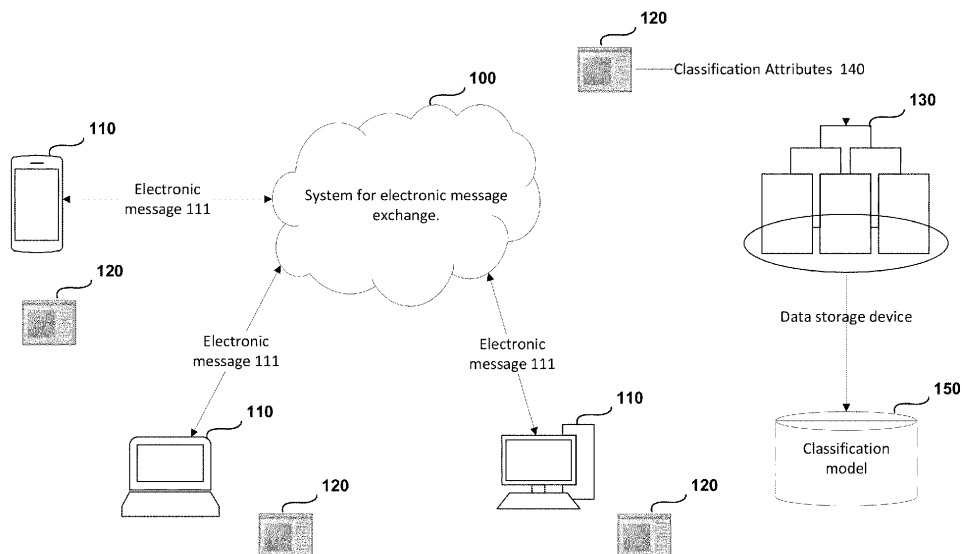 120
Classification Attributes 140
100
130
110
Electronic
message 111
System for electronic message
exchange.
120
Data storage device
Electronic
message 111
Electronic
message 111
150
110
110
Classification
model
120
120